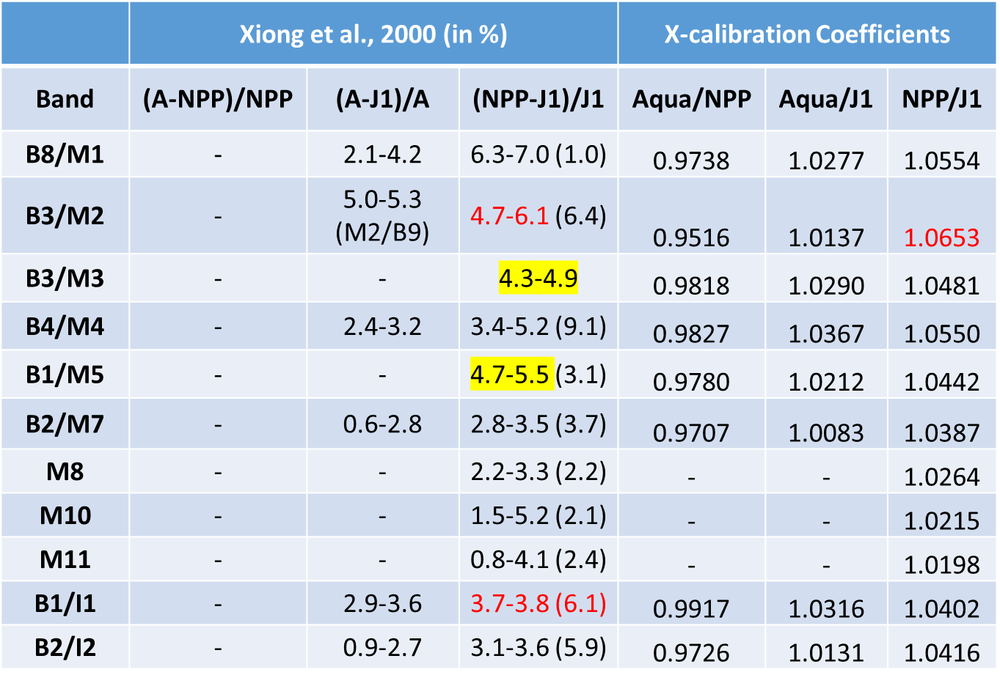 Xiong et al., 2000 (in %) X-calibration Coefficients
Band (A-NPP)/NPP (A-J1)/A (NPP-J1)/J1 Aqua/NPP Aqua/J1 NPP/J1
B8/M1 - 2.1-4.2 6.3-7.0 (1.0) 0.9738 1.0277 1.0554
B3/M2 - 5.0-5.3 (M2/B9) 4.7-6.1 (6.4) 0.9516 1.0137 1.0653
B3/M3 - - 4.3-4.9 0.9818 1.0290 1.0481
B4/M4 - 2.4-3.2 3.4-5.2 (9.1) 0.9827 1.0367 1.0550
B1/M5 - - 4.7-5.5 (3.1) 0.9780 1.0212 1.0442
B2/M7 - 0.6-2.8 2.8-3.5 (3.7) 0.9707 1.0083 1.0387
M8 - - 2.2-3.3 (2.2) - - 1.0264
M10 - - 1.5-5.2 (2.1) - - 1.0215
M11 - - 0.8-4.1 (2.4) - - 1.0198
B1/I1 - 2.9-3.6 3.7-3.8 (6.1) 0.9917 1.0316 1.0402
B2/I2 - 0.9-2.7 3.1-3.6 (5.9) 0.9726 1.0131 1.0416